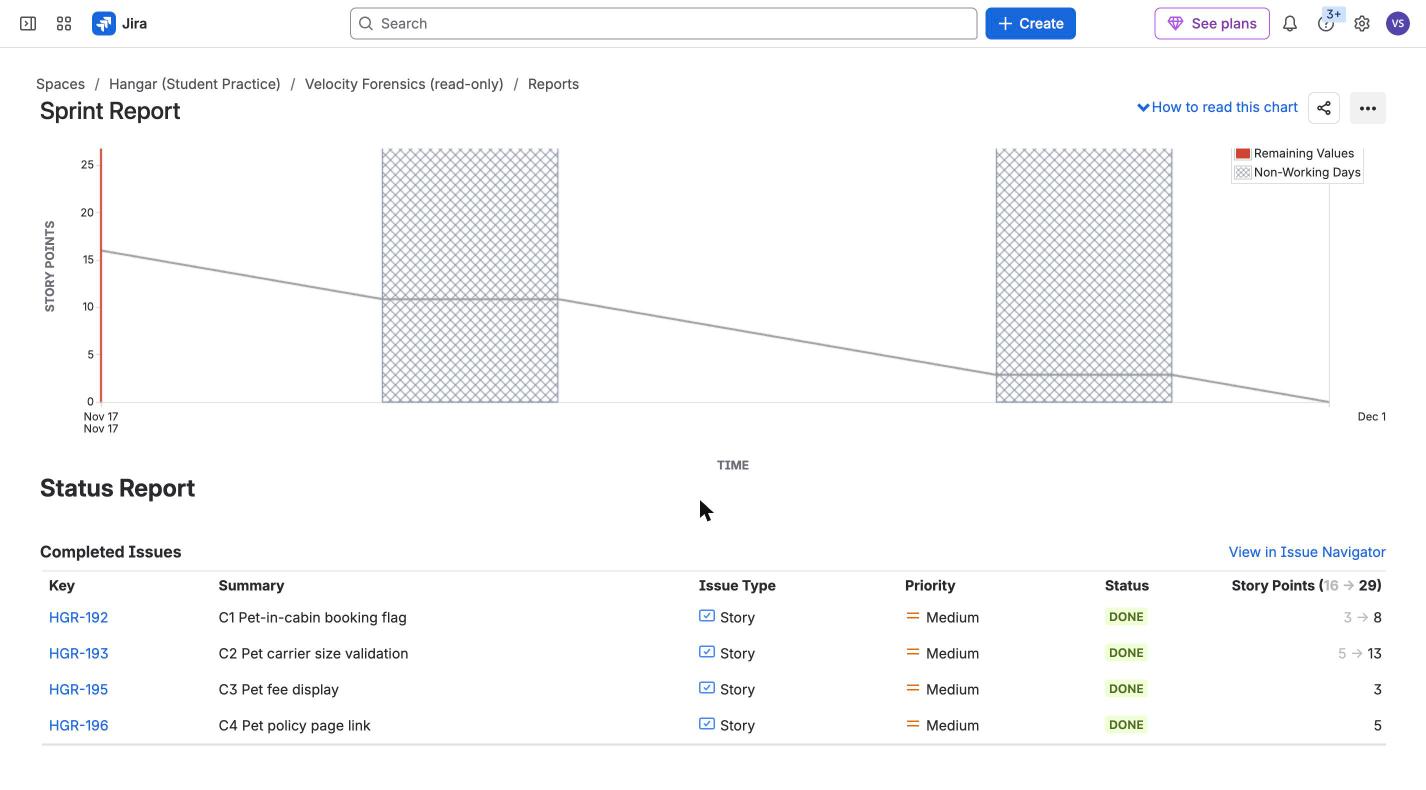 Jira
Search
+ Create
See plans
3+
VS
Spaces / Hangar (Student Practice) / Velocity Forensics (read-only) / Reports
Sprint Report
How to read this chart
STORY POINTS
25
20
15
10
5
0
Remaining Values
Non-Working Days
Nov 17
Nov 17
Dec 1
TIME
Status Report
Completed Issues
View in Issue Navigator
Key Summary Issue Type Priority Status Story Points (16 → 29)
HGR-192 C1 Pet-in-cabin booking flag Story Medium DONE 3 → 8
HGR-193 C2 Pet carrier size validation Story Medium DONE 5 → 13
HGR-195 C3 Pet fee display Story Medium DONE 3
HGR-196 C4 Pet policy page link Story Medium DONE 5